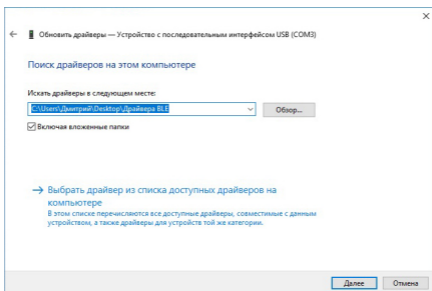 Обновить драйверы — Устройство с последовательным интерфейсом USB (COM3)
Поиск драйверов на этом компьютере
Искать драйверы в следующем месте:
C:\Users\Дмитрий\Desktop\Драйвера BLE
Обзор...
Включая вложенные папки
Выбрать драйвер из списка доступных драйверов на
компьютере
В этом списке перечисляются все доступные драйверы, совместимые с данным
устройством, а также драйверы для устройств той же категории.
Далее Отмена